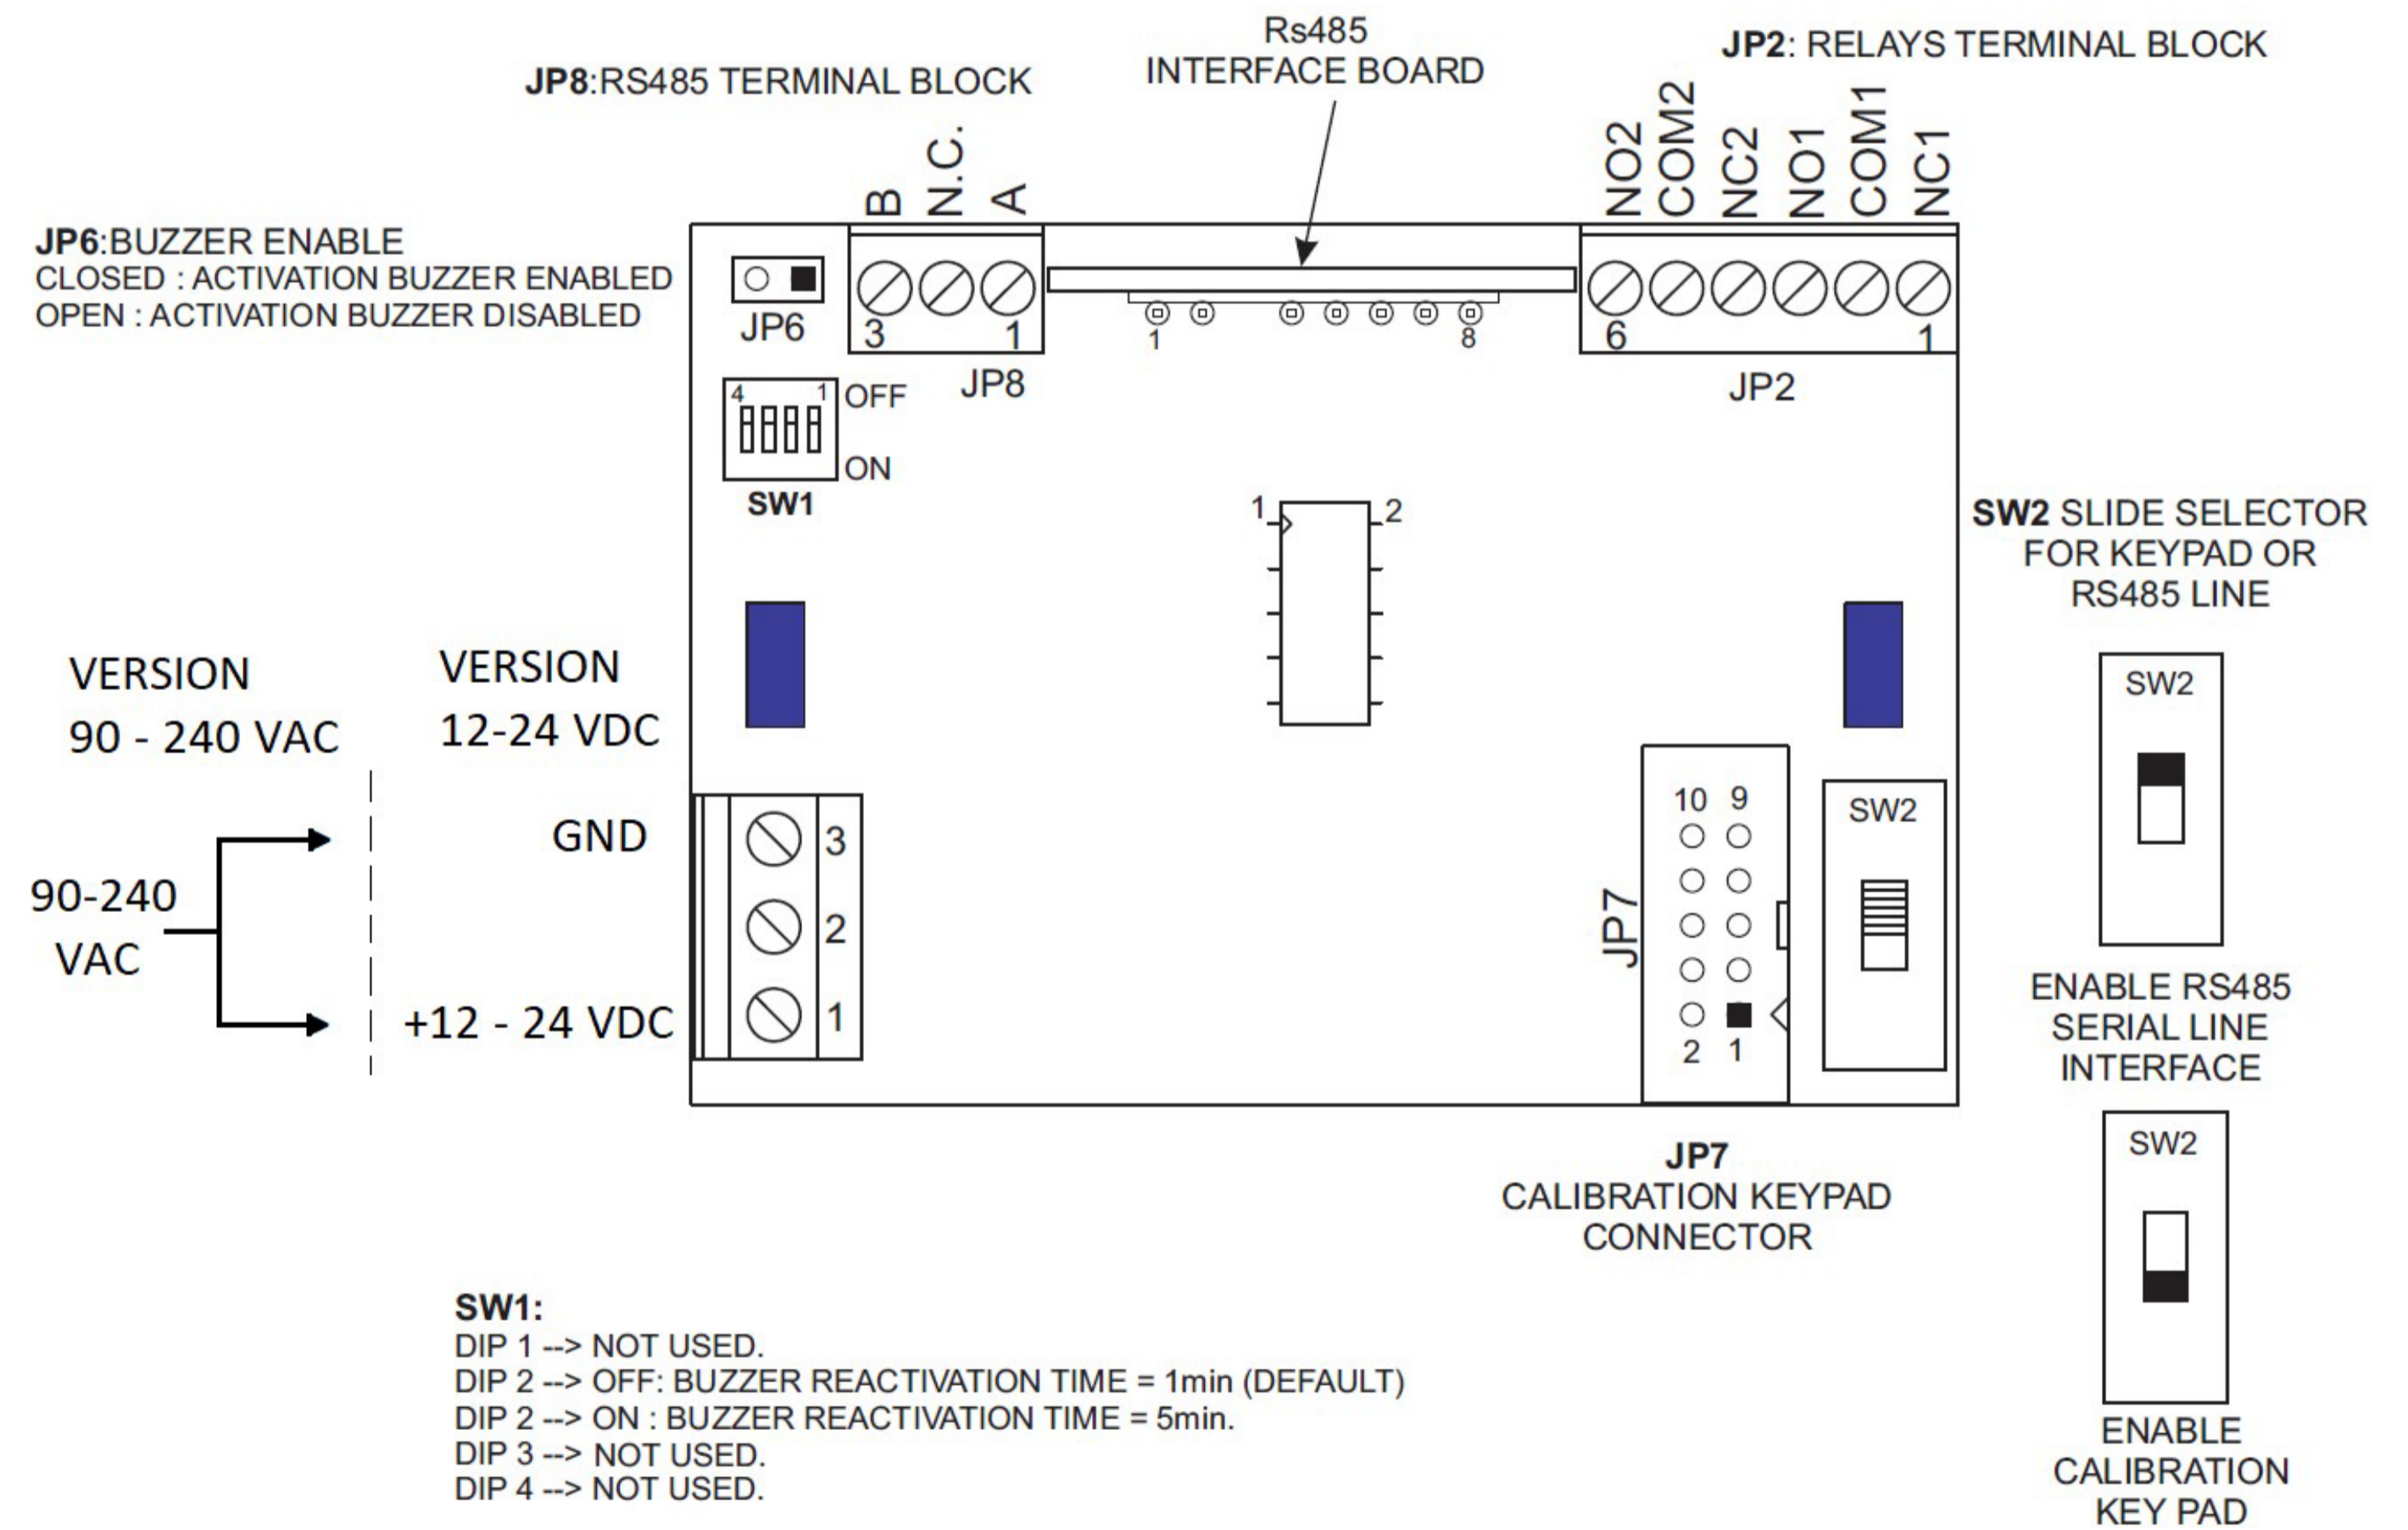 Rs485
INTERFACE BOARD
JP2: RELAYS TERMINAL BLOCK
JP8:RS485 TERMINAL BLOCK
B
N.C.
A
NO2
COM2
NC2
NO1
COM1
NC1
JP6:BUZZER ENABLE
CLOSED : ACTIVATION BUZZER ENABLED
OPEN : ACTIVATION BUZZER DISABLED
JP6
3
1
JP8
1
8
6
1
JP2
4
1
OFF
ON
SW1
1
2
SW2 SLIDE SELECTOR
FOR KEYPAD OR
RS485 LINE
VERSION
90 - 240 VAC
VERSION
12-24 VDC
SW2
GND
3
2
1
90-240
VAC
+12 - 24 VDC
JP7
10 9
2 1
SW2
ENABLE RS485
SERIAL LINE
INTERFACE
SW2
JP7
CALIBRATION KEYPAD
CONNECTOR
SW1:
DIP 1 --> NOT USED.
DIP 2 --> OFF: BUZZER REACTIVATION TIME = 1min (DEFAULT)
DIP 2 --> ON : BUZZER REACTIVATION TIME = 5min.
DIP 3 --> NOT USED.
DIP 4 --> NOT USED.
ENABLE
CALIBRATION
KEY PAD